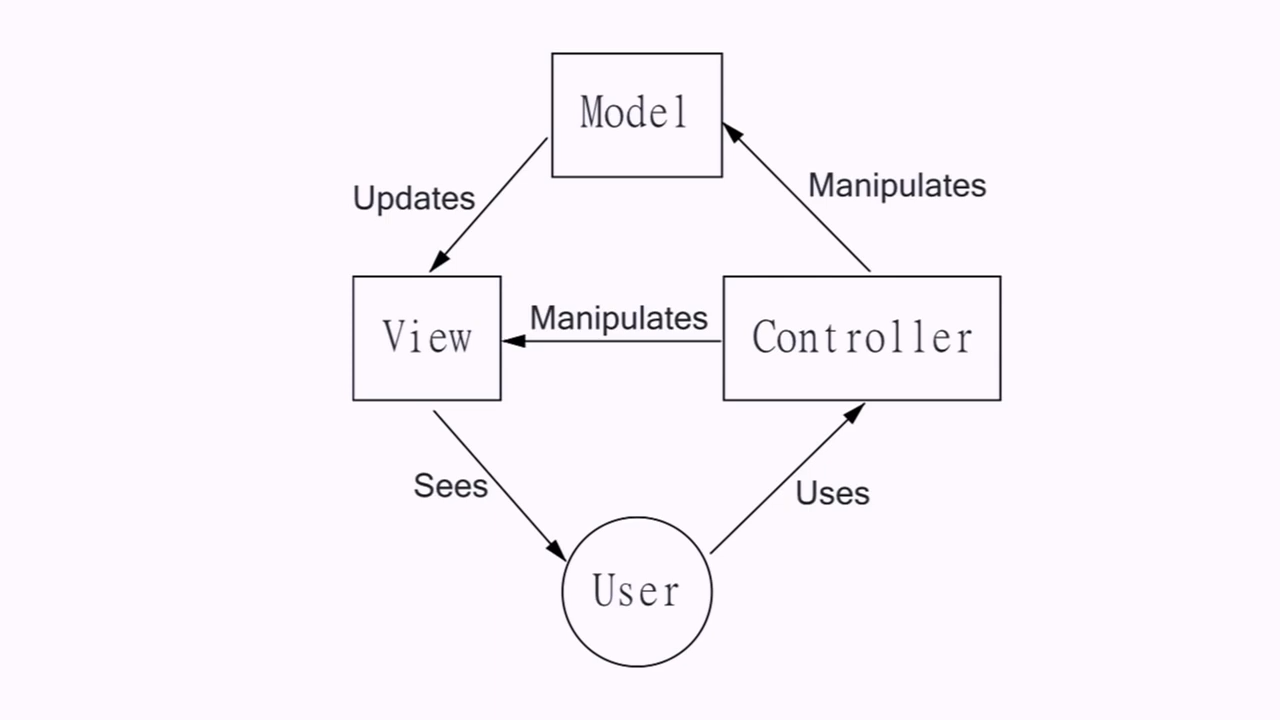 Model
Updates
Manipulates
View
Manipulates
Controller
Sees
Uses
User